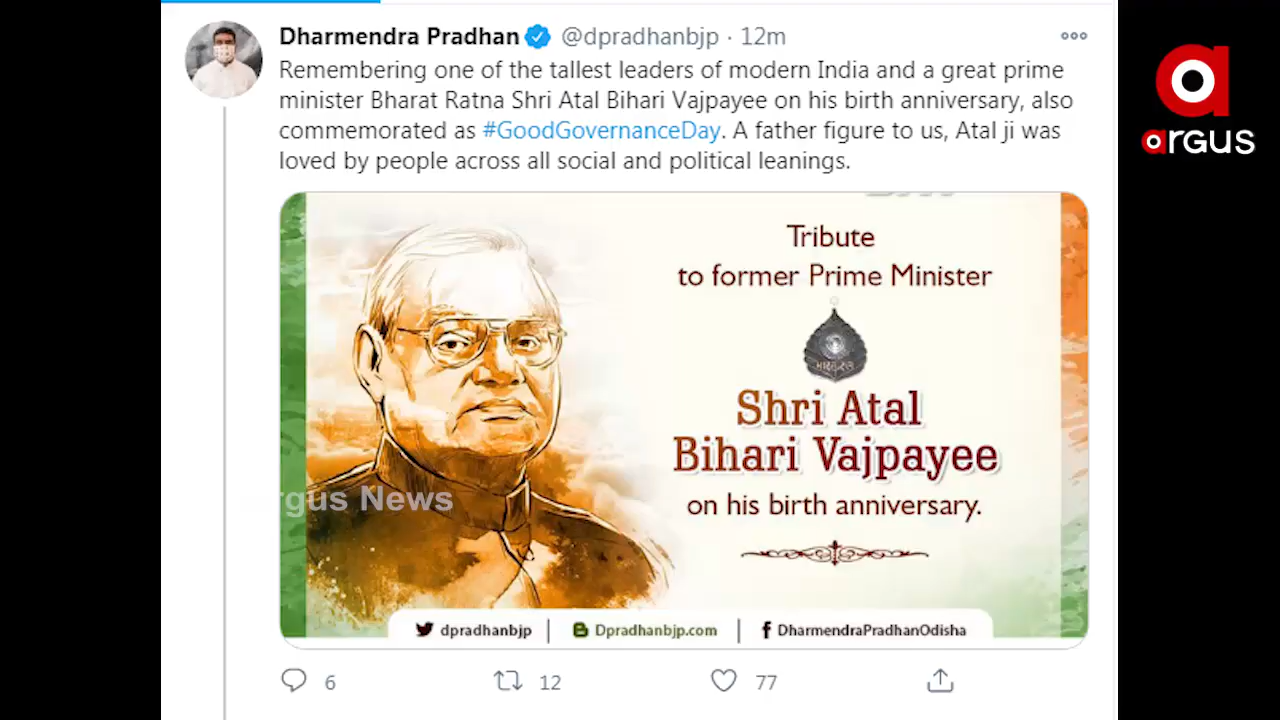 Dharmendra Pradhan @dpradhanbjp · 12m
Remembering one of the tallest leaders of modern India and a great prime
minister Bharat Ratna Shri Atal Bihari Vajpayee on his birth anniversary, also
commemorated as #GoodGovernanceDay. A father figure to us, Atal ji was
loved by people across all social and political leanings.
argus
Tribute
to former Prime Minister
Shri Atal
Bihari Vajpayee
on his birth anniversary.
rgus News
dpradhanbjp | Dpradhanbjp.com | DharmendraPradhanOdisha
6 12 77